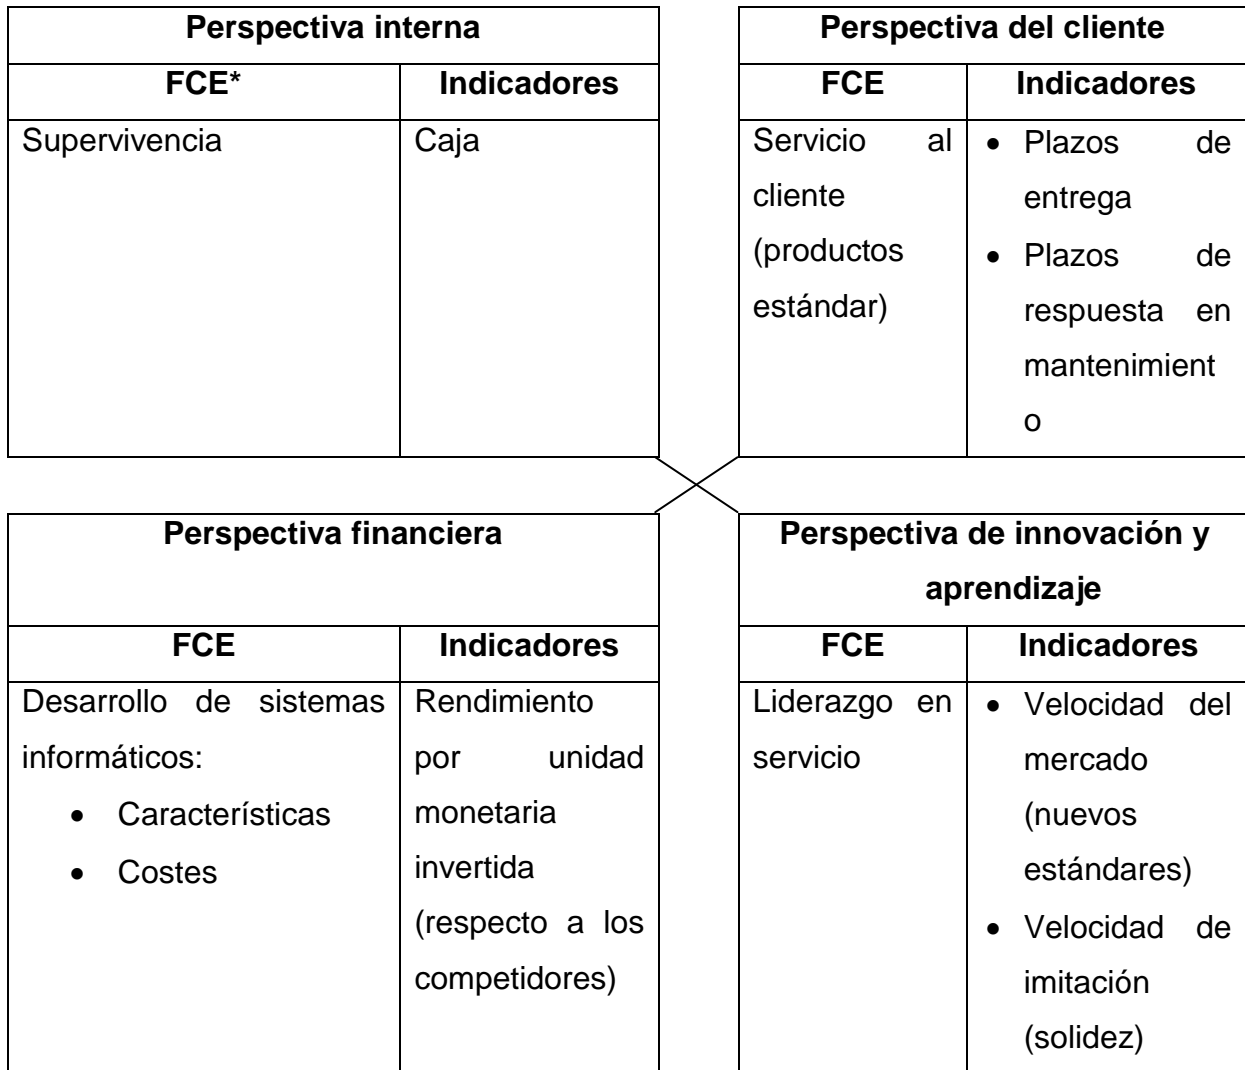 Perspectiva interna
FCE*
Indicadores
Supervivencia
Caja
Perspectiva del cliente
FCE
Indicadores
Servicio al
cliente
(productos
estándar)
• Plazos de
entrega
• Plazos de
respuesta en
mantenimient
o
Perspectiva financiera
FCE
Indicadores
Desarrollo de sistemas
informáticos:
• Características
• Costes
Rendimiento
por unidad
monetaria
invertida
(respecto a los
competidores)
Perspectiva de innovación y
aprendizaje
FCE
Indicadores
Liderazgo en
servicio
• Velocidad del
mercado
(nuevos
estándares)
• Velocidad de
imitación
(solidez)